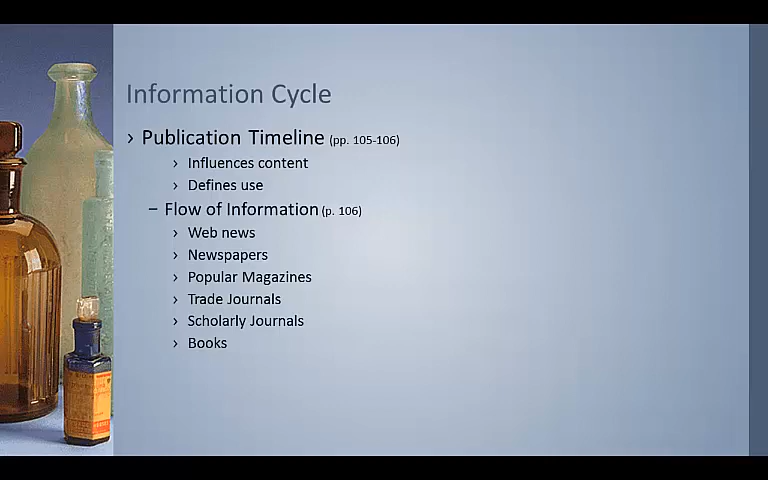 Information Cycle
› Publication Timeline (pp. 105-106)
› Influences content
› Defines use
– Flow of Information (p. 106)
› Web news
› Newspapers
› Popular Magazines
› Trade Journals
› Scholarly Journals
› Books